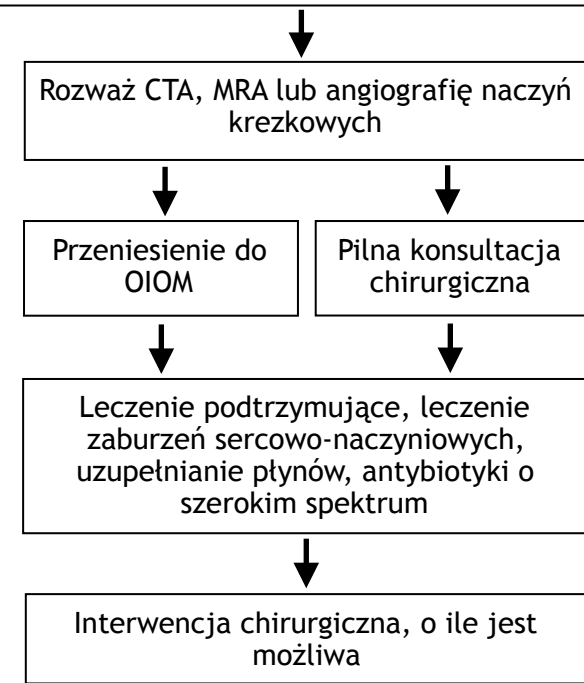 Rozważ CTA, MRA lub angiografię naczyń
krezkowych
Przeniesienie do
OIOM
Pilna konsultacja
chirurgiczna
Leczenie podtrzymujące, leczenie
zaburzeń sercowo-naczyniowych,
uzupełnianie płynów, antybiotyki o
szerokim spektrum
Interwencja chirurgiczna, o ile jest
możliwa